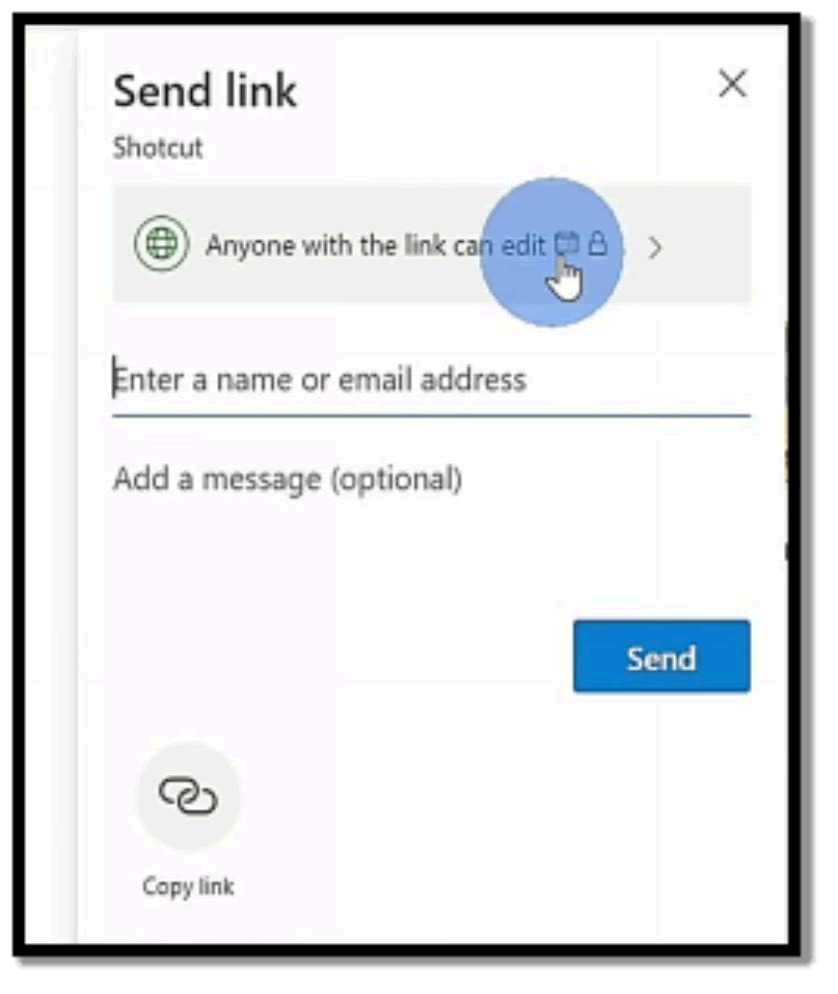 Send link
Shotcut
Anyone with the link can edit
Enter a name or email address
Add a message (optional)
Send
Copy link